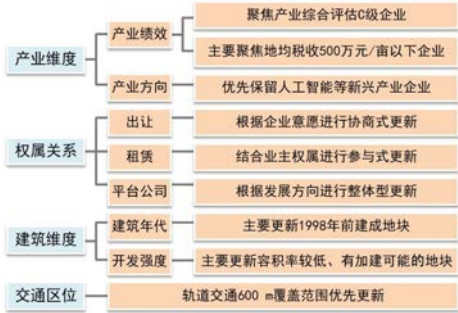 聚焦产业综合评估C级企业
产业绩效
主要聚焦地均税收500万元/亩以下企业
产业维度
产业方向
优先保留人工智能等新兴产业企业
出让
根据企业意愿进行协商式更新
权属关系
租赁
结合业主权属进行参与式更新
平台公司
根据发展方向进行整体型更新
建筑年代
主要更新1998年前建成地块
建筑维度
开发强度
主要更新容积率较低、有加建可能的地块
交通区位
轨道交通600 m覆盖范围优先更新